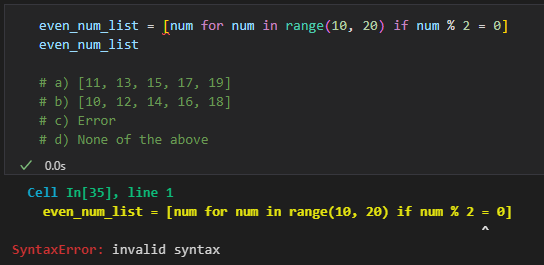 even_num_list = [num for num in range(10, 20) if num % 2 = 0]
even_num_list
# a) [11, 13, 15, 17, 19]
# b) [10, 12, 14, 16, 18]
# c) Error
# d) None of the above
✓ 0.0s
Cell In[35], line 1
even_num_list = [num for num in range(10, 20) if num % 2 = 0]
^
SyntaxError: invalid syntax